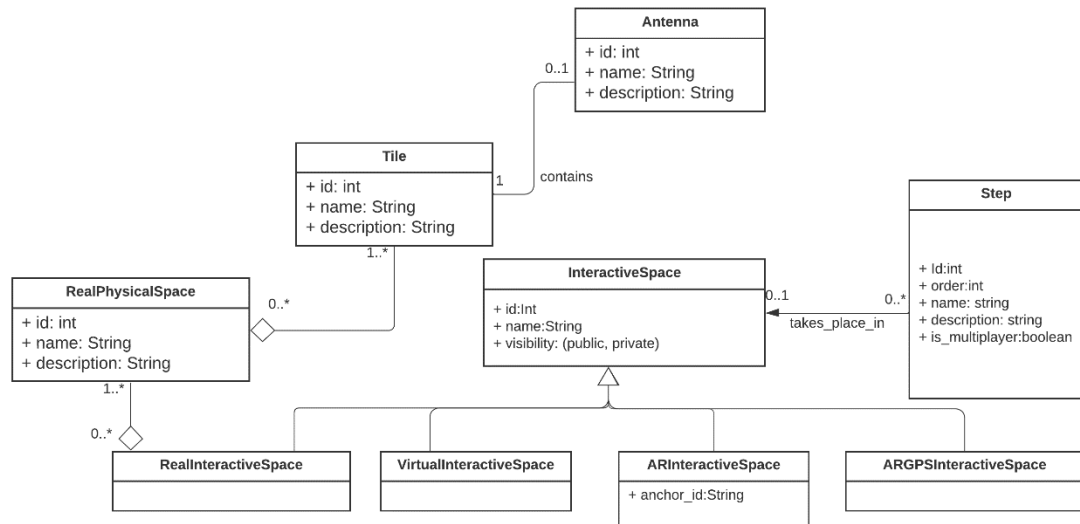 Antenna
+ id: int
+ name: String
+ description: String
0..1
contains
1
Tile
+ id: int
+ name: String
+ description: String
1..*
0..*
RealPhysicalSpace
+ id: int
+ name: String
+ description: String
1..*
0..*
InteractiveSpace
+ id:Int
+ name:String
+ visibility: (public, private)
0..1
0..*
takes_place_in
Step
+ Id:int
+ order:int
+ name: string
+ description: string
+ is_multiplayer:boolean
RealInteractiveSpace
VirtualInteractiveSpace
ARInteractiveSpace
+ anchor_id:String
ARGPSInteractiveSpace